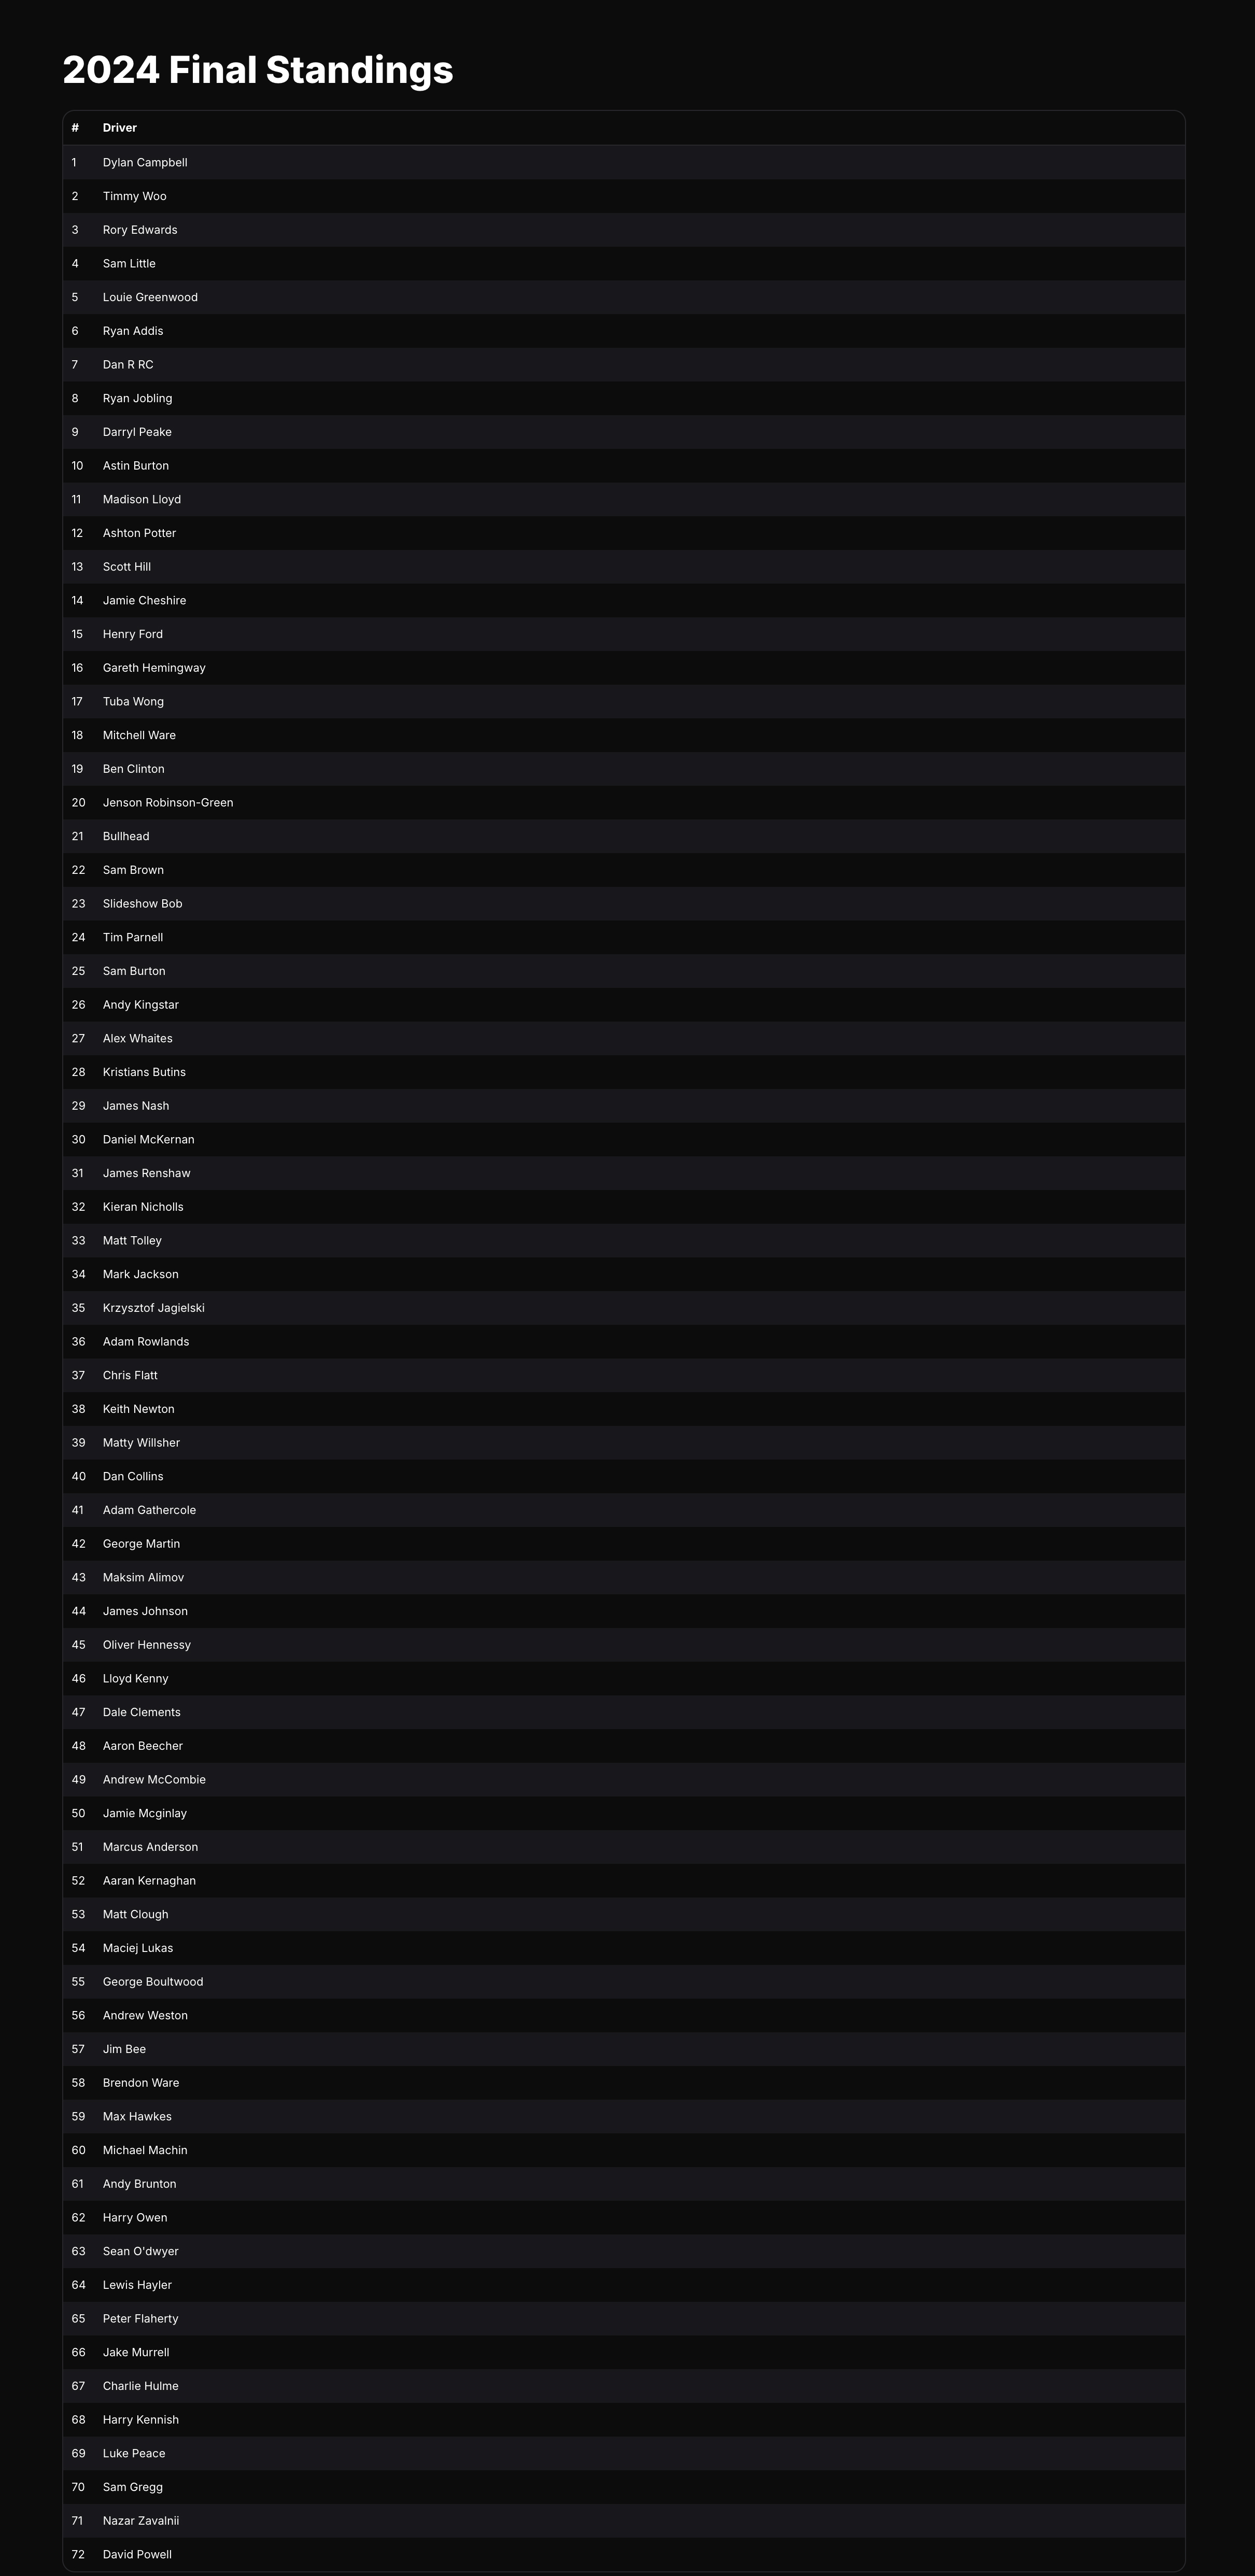 2024 Final Standings
# Driver
1 Dylan Campbell
2 Timmy Woo
3 Rory Edwards
4 Sam Little
5 Louie Greenwood
6 Ryan Addis
7 Dan R RC
8 Ryan Jobling
9 Darryl Peake
10 Astin Burton
11 Madison Lloyd
12 Ashton Potter
13 Scott Hill
14 Jamie Cheshire
15 Henry Ford
16 Gareth Hemingway
17 Tuba Wong
18 Mitchell Ware
19 Ben Clinton
20 Jenson Robinson-Green
21 Bullhead
22 Sam Brown
23 Slideshow Bob
24 Tim Parnell
25 Sam Burton
26 Andy Kingstar
27 Alex Whaites
28 Kristians Butins
29 James Nash
30 Daniel McKernan
31 James Renshaw
32 Kieran Nicholls
33 Matt Tolley
34 Mark Jackson
35 Krzysztof Jagielski
36 Adam Rowlands
37 Chris Flatt
38 Keith Newton
39 Matty Willsher
40 Dan Collins
41 Adam Gathercole
42 George Martin
43 Maksim Alimov
44 James Johnson
45 Oliver Hennessy
46 Lloyd Kenny
47 Dale Clements
48 Aaron Beecher
49 Andrew McCombie
50 Jamie Mcginlay
51 Marcus Anderson
52 Aaran Kernaghan
53 Matt Clough
54 Maciej Lukas
55 George Boultwood
56 Andrew Weston
57 Jim Bee
58 Brendon Ware
59 Max Hawkes
60 Michael Machin
61 Andy Brunton
62 Harry Owen
63 Sean O'dwyer
64 Lewis Hayler
65 Peter Flaherty
66 Jake Murrell
67 Charlie Hulme
68 Harry Kennish
69 Luke Peace
70 Sam Gregg
71 Nazar Zavalnii
72 David Powell